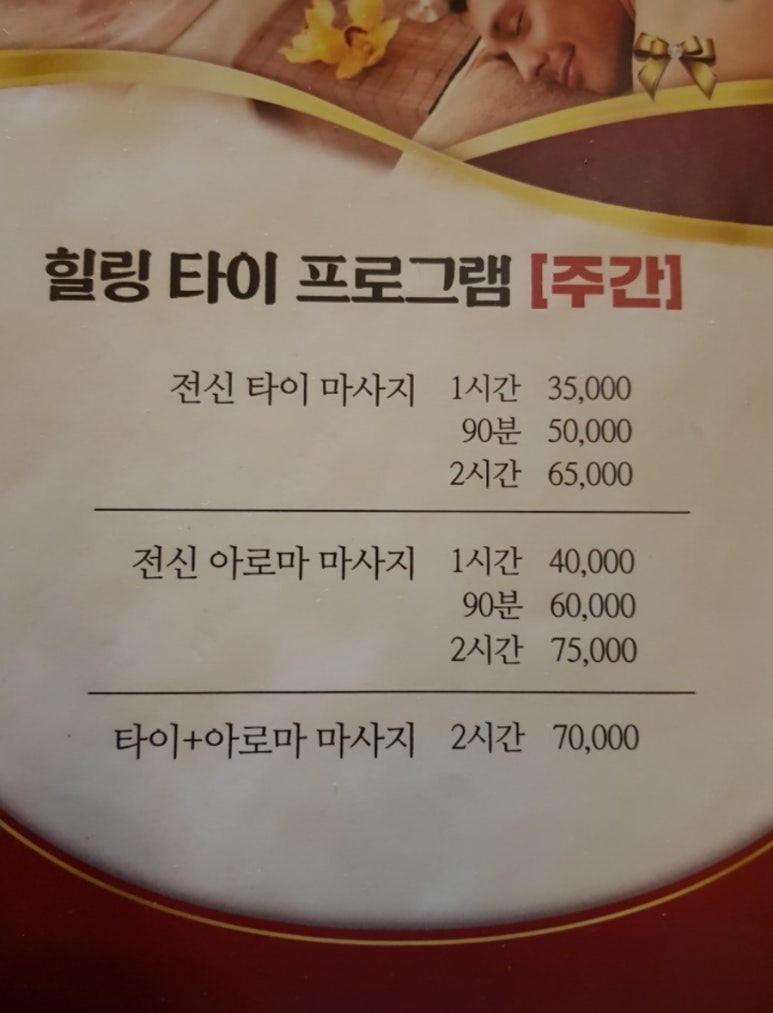 힐링 타이 프로그램 [주간]
전신 타이 마사지 1시간 35,000
90분 50,000
2시간 65,000
전신 아로마 마사지 1시간 40,000
90분 60,000
2시간 75,000
타이+아로마 마사지 2시간 70,000